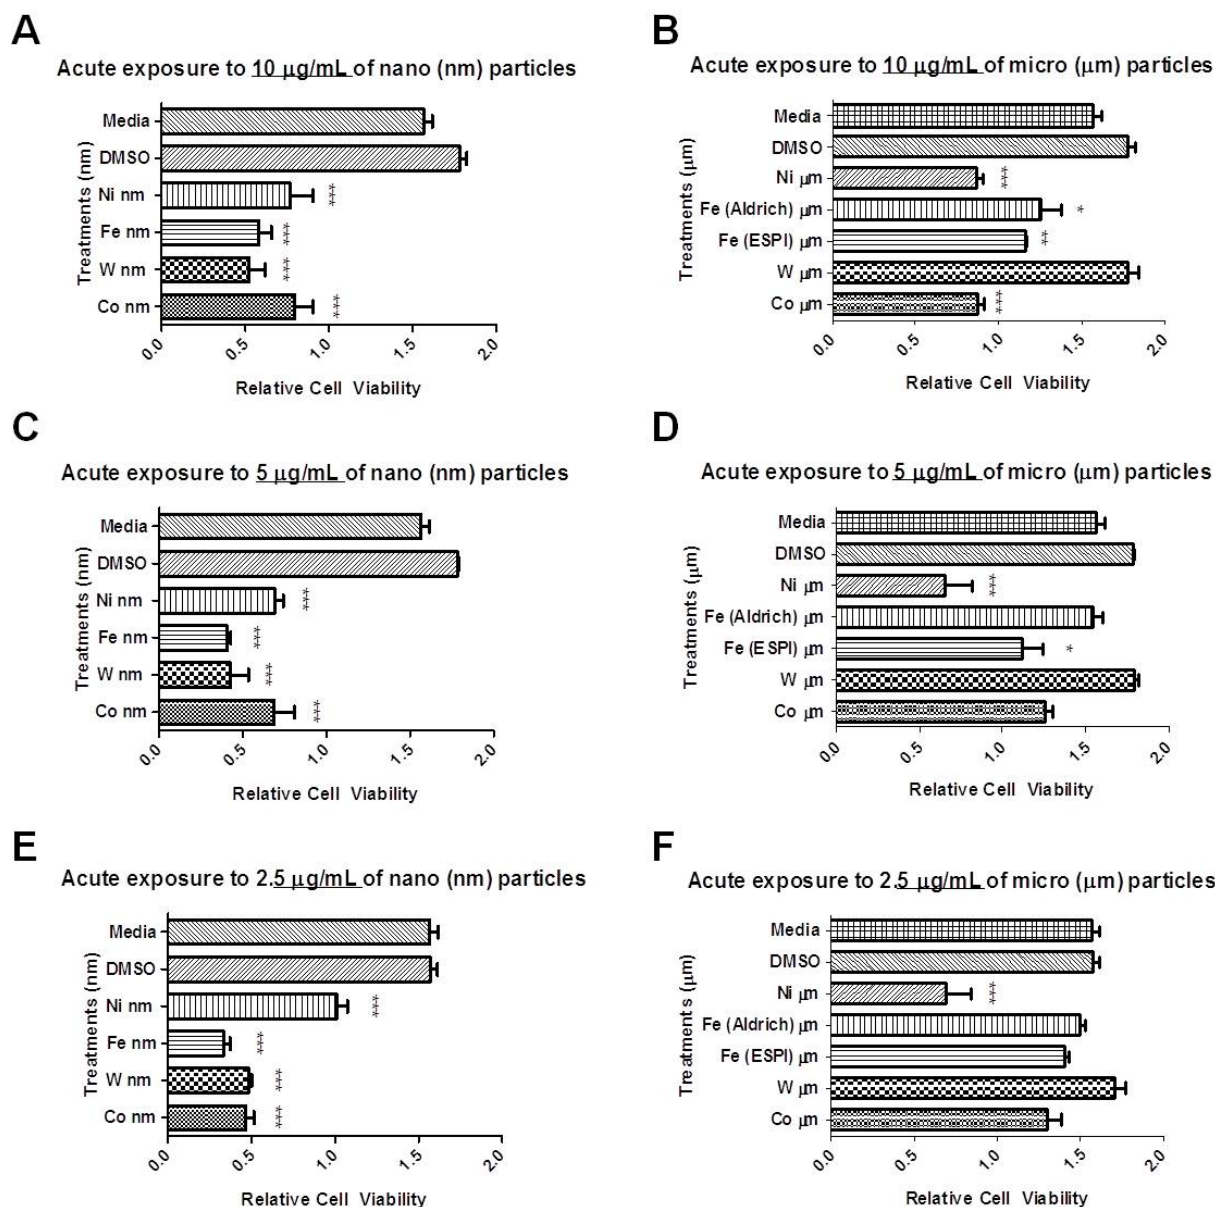 A
Acute exposure to 10 μg/mL of nano (nm) particles
Treatments (nm)
Media
DMSO
Ni nm
***
Fe nm
***
W nm
***
Co nm
***
0.0 0.5 1.0 1.5 2.0
Relative Cell Viability
B
Acute exposure to 10 μg/mL of micro (μm) particles
Treatments (μm)
Media
DMSO
Ni μm
***
Fe (Aldrich) μm
*
Fe (ESPI) μm
**
W μm
Co μm
***
0.0 0.5 1.0 1.5 2.0
Relative Cell Viability
C
Acute exposure to 5 μg/mL of nano (nm) particles
Treatments (nm)
Media
DMSO
Ni nm
***
Fe nm
***
W nm
***
Co nm
***
0.0 0.5 1.0 1.5 2.0
Relative Cell Viability
D
Acute exposure to 5 μg/mL of micro (μm) particles
Treatments (μm)
Media
DMSO
Ni μm
***
Fe (Aldrich) μm
Fe (ESPI) μm
*
W μm
Co μm
0.0 0.5 1.0 1.5 2.0
Relative Cell Viability
E
Acute exposure to 2.5 μg/mL of nano (nm) particles
Treatments (nm)
Media
DMSO
Ni nm
***
Fe nm
***
W nm
***
Co nm
***
0.0 0.5 1.0 1.5 2.0
Relative Cell Viability
F
Acute exposure to 2.5 μg/mL of micro (μm) particles
Treatments (μm)
Media
DMSO
Ni μm
***
Fe (Aldrich) μm
Fe (ESPI) μm
W μm
Co μm
0.0 0.5 1.0 1.5 2.0
Relative Cell Viability